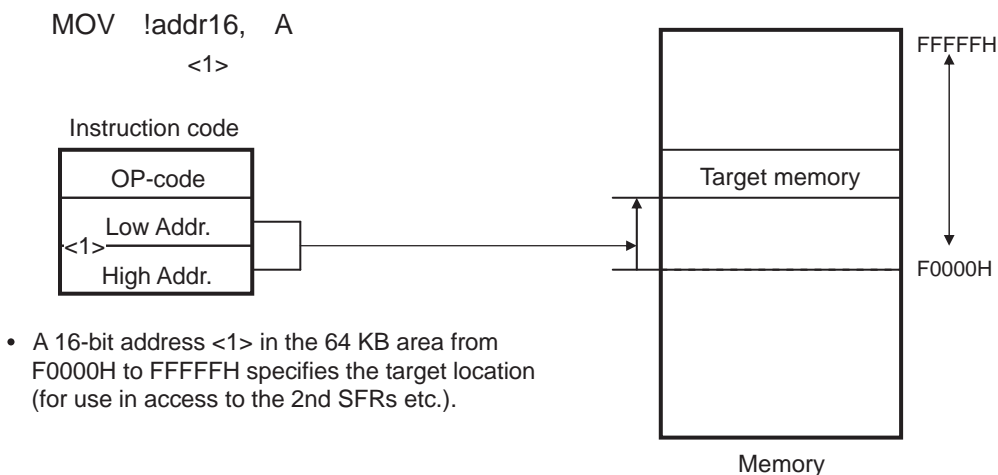 MOV !addr16, A
<1>
Instruction code
OP-code
Low Addr.
<1>
High Addr.
FFFFFH
Target memory
F0000H
Memory
• A 16-bit address <1> in the 64 KB area from
F0000H to FFFFFH specifies the target location
(for use in access to the 2nd SFRs etc.).